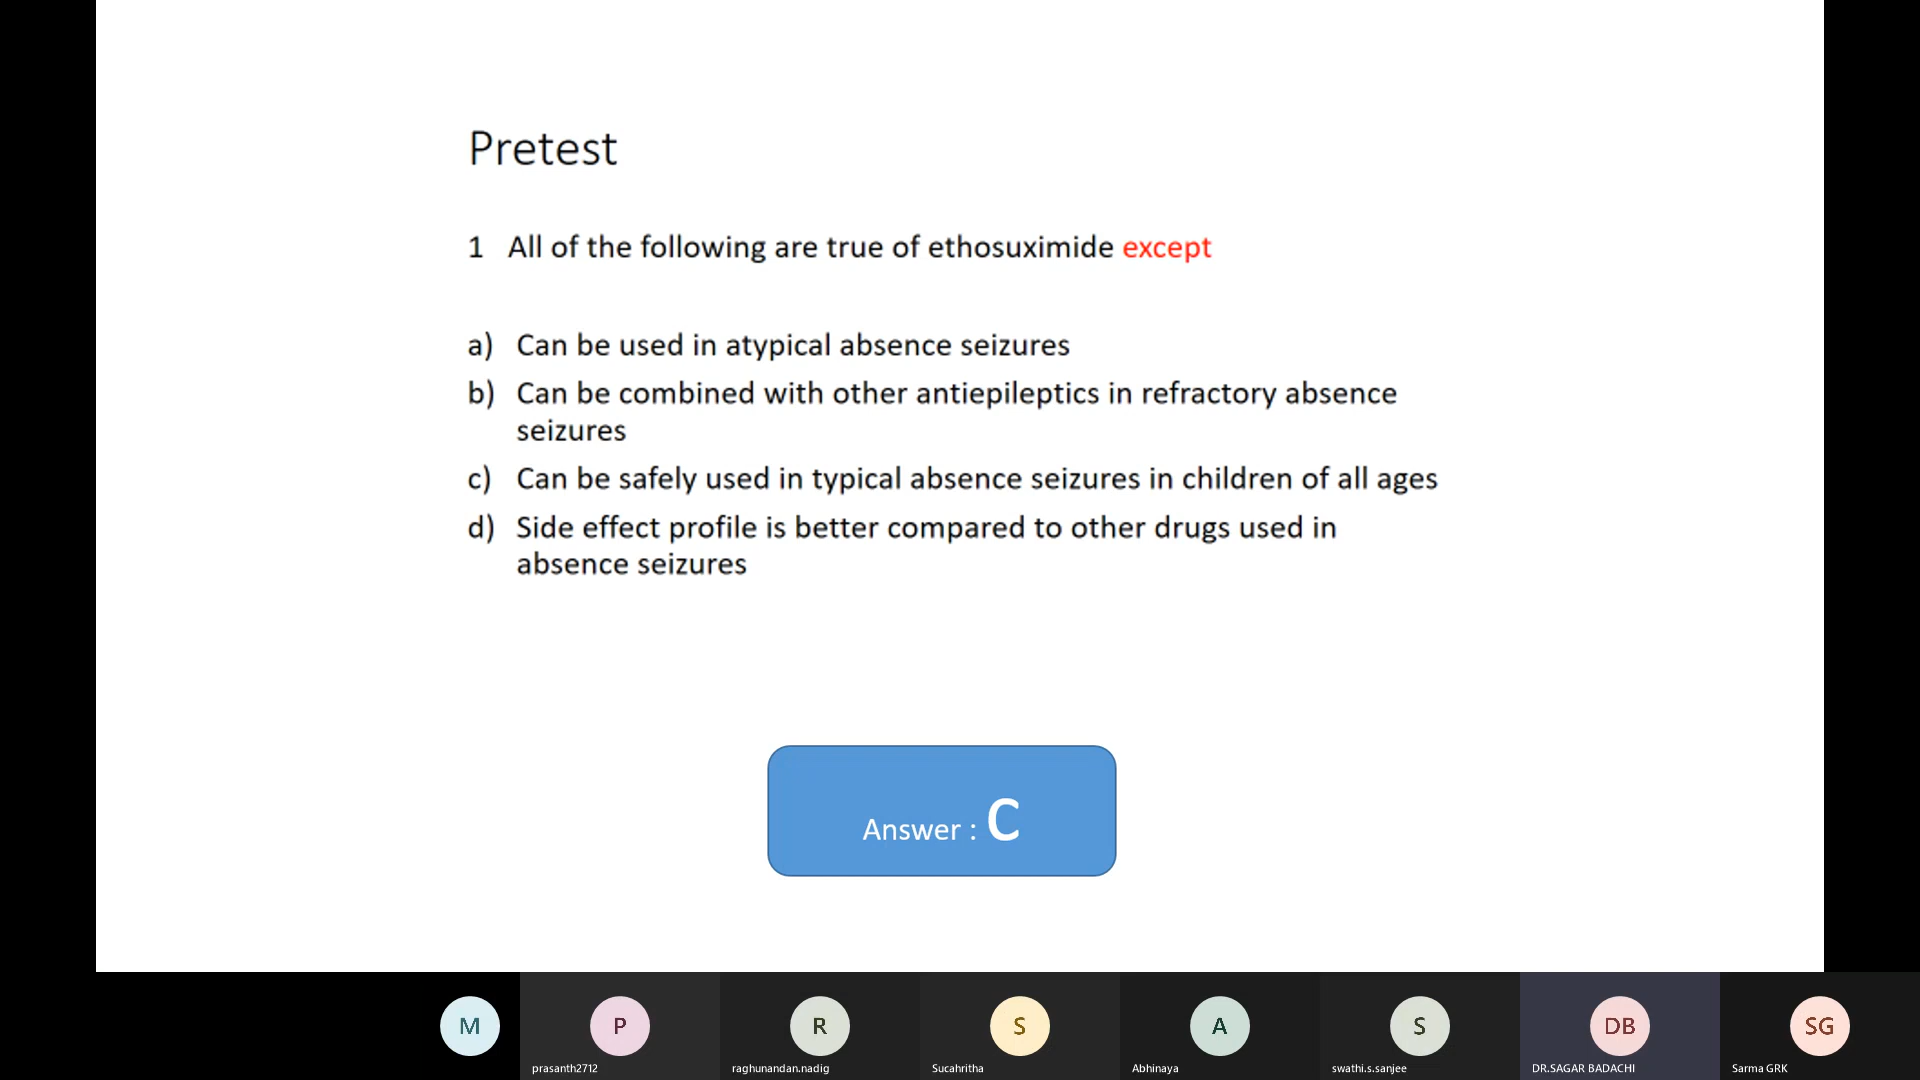 Pretest
1 All of the following are true of ethosuximide except
a) Can be used in atypical absence seizures
b) Can be combined with other antiepileptics in refractory absence
seizures
c) Can be safely used in typical absence seizures in children of all ages
d) Side effect profile is better compared to other drugs used in
absence seizures
Answer : C
M
P
R
S
A
S
DB
SG
prasanth2712
raghunandan.nadig
Sucahritha
Abhinaya
swathi.s.sanjee
DR.SAGAR BADACHI
Sarma GRK